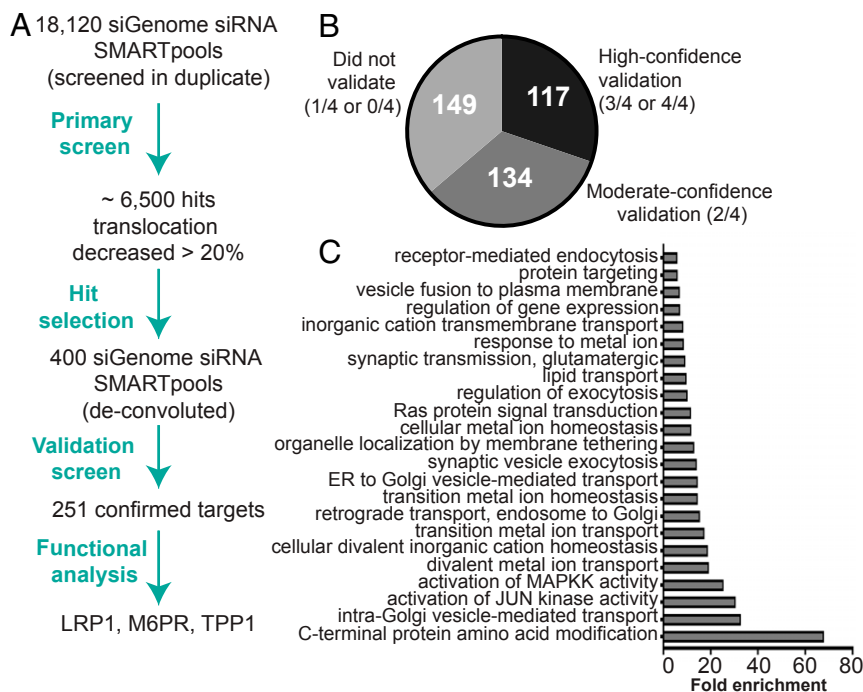 A
18,120 siGenome siRNA
SMARTpools
(screened in duplicate)
Primary
screen
~ 6,500 hits
translocation
decreased > 20%
Hit
selection
400 siGenome siRNA
SMARTpools
(de-convoluted)
Validation
screen
251 confirmed targets
Functional
analysis
LRP1, M6PR, TPP1
B
Did not
validate
(1/4 or 0/4)
149
117
134
High-confidence
validation
(3/4 or 4/4)
Moderate-confidence
validation (2/4)
C
receptor-mediated endocytosis
protein targeting
vesicle fusion to plasma membrane
regulation of gene expression
inorganic cation transmembrane transport
response to metal ion
synaptic transmission, glutamatergic
lipid transport
regulation of exocytosis
Ras protein signal transduction
cellular metal ion homeostasis
organelle localization by membrane tethering
synaptic vesicle exocytosis
ER to Golgi vesicle-mediated transport
transition metal ion homeostasis
retrograde transport, endosome to Golgi
transition metal ion transport
cellular divalent inorganic cation homeostasis
divalent metal ion transport
activation of MAPKK activity
activation of JUN kinase activity
intra-Golgi vesicle-mediated transport
C-terminal protein amino acid modification
0 20 40 60 80
Fold enrichment